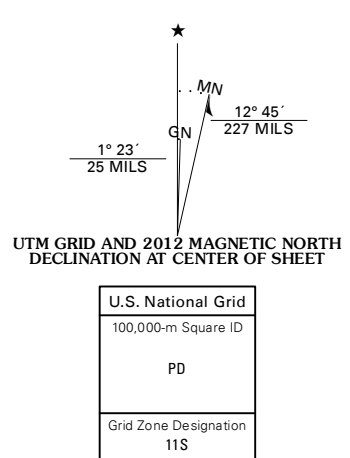 ★
MN
12° 45´
227 MILS
GN
1° 23´
25 MILS
UTM GRID AND 2012 MAGNETIC NORTH
DECLINATION AT CENTER OF SHEET
U.S. National Grid
100,000-m Square ID
PD
Grid Zone Designation
11S